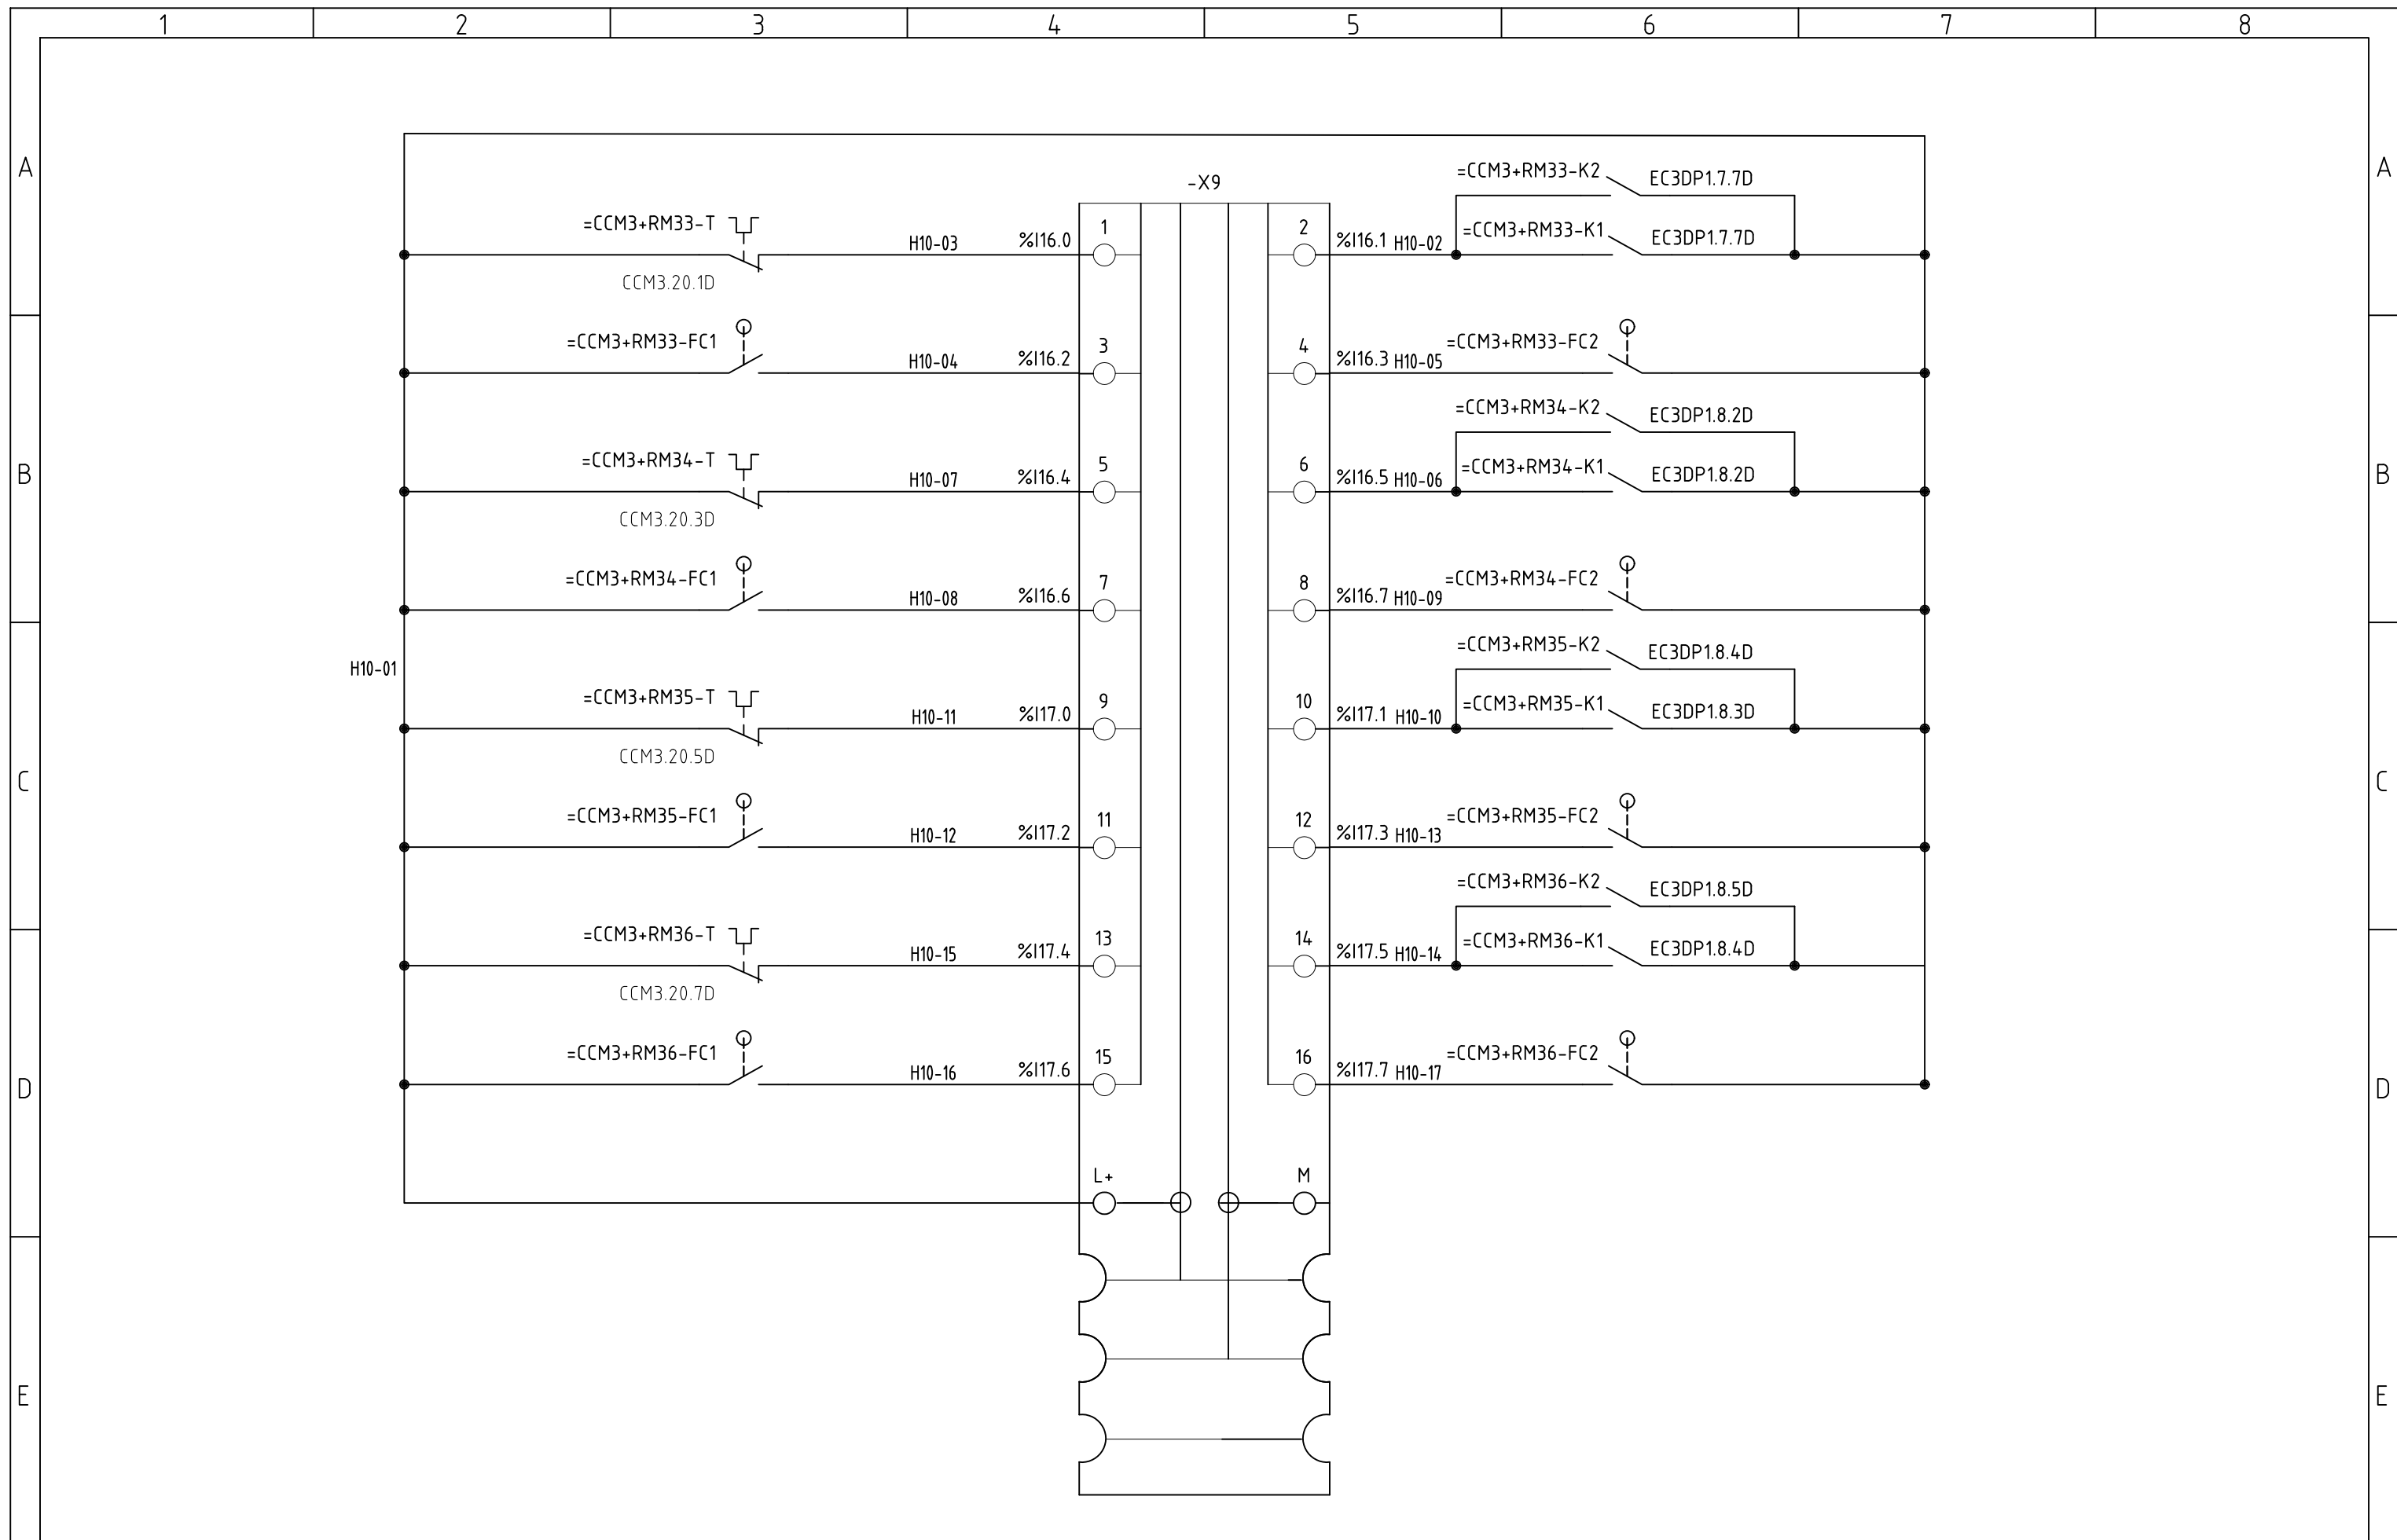 1 2 3 4 5 6 7 8
A A
-X9
=CCM3+RM33-K2 EC3DP1.7.7D
=CCM3+RM33-T H10-03 %I16.0 1 2 %I16.1 H10-02 =CCM3+RM33-K1 EC3DP1.7.7D
CCM3.20.1D
=CCM3+RM33-FC1 H10-04 %I16.2 3 4 %I16.3 H10-05 =CCM3+RM33-FC2
=CCM3+RM34-K2 EC3DP1.8.2D
B B
=CCM3+RM34-T H10-07 %I16.4 5 6 %I16.5 H10-06 =CCM3+RM34-K1 EC3DP1.8.2D
CCM3.20.3D
=CCM3+RM34-FC1 H10-08 %I16.6 7 8 %I16.7 H10-09 =CCM3+RM34-FC2
=CCM3+RM35-K2 EC3DP1.8.4D
H10-01
=CCM3+RM35-T H10-11 %I17.0 9 10 %I17.1 H10-10 =CCM3+RM35-K1 EC3DP1.8.3D
CCM3.20.5D
C C
=CCM3+RM35-FC1 H10-12 %I17.2 11 12 %I17.3 H10-13 =CCM3+RM35-FC2
=CCM3+RM36-K2 EC3DP1.8.5D
=CCM3+RM36-T H10-15 %I17.4 13 14 %I17.5 H10-14 =CCM3+RM36-K1 EC3DP1.8.4D
CCM3.20.7D
=CCM3+RM36-FC1 H10-16 %I17.6 15 16 %I17.7 H10-17 =CCM3+RM36-FC2
D D
L+ M
E E